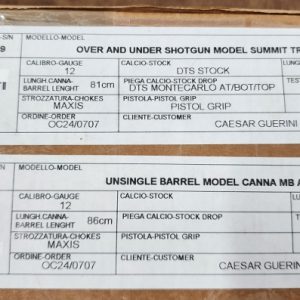 -S/N MODELLO-MODEL
9 OVER AND UNDER SHOTGUN MODEL SUMMIT TR
CALIBRO-GAUGE CALCIO-STOCK LUNG
12 DTS STOCK
LUNGH.CANNA- 81cm PIEGA CALCIO-STOCK DROP TES
BARREL LENGHT DTS MONTECARLO AT/BOT/TOP
STROZZATURA-CHOKES PISTOLA-PISTOL GRIP
MAXIS PISTOL GRIP
ORDINE-ORDER CLIENTE-CUSTOMER
OC24/0707 CAESAR GUERINI
MODELLO-MODEL
UNSINGLE BARREL MODEL CANNA MB A
CALIBRO-GAUGE CALCIO-STOCK LU
12
LUNGH.CANNA- 86cm PIEGA CALCIO-STOCK DROP
BARREL LENGHT
STROZZATURA-CHOKES PISTOLA-PISTOL GRIP
MAXIS
ORDINE-ORDER CLIENTE-CUSTOMER
OC24/0707 CAESAR GUERINI